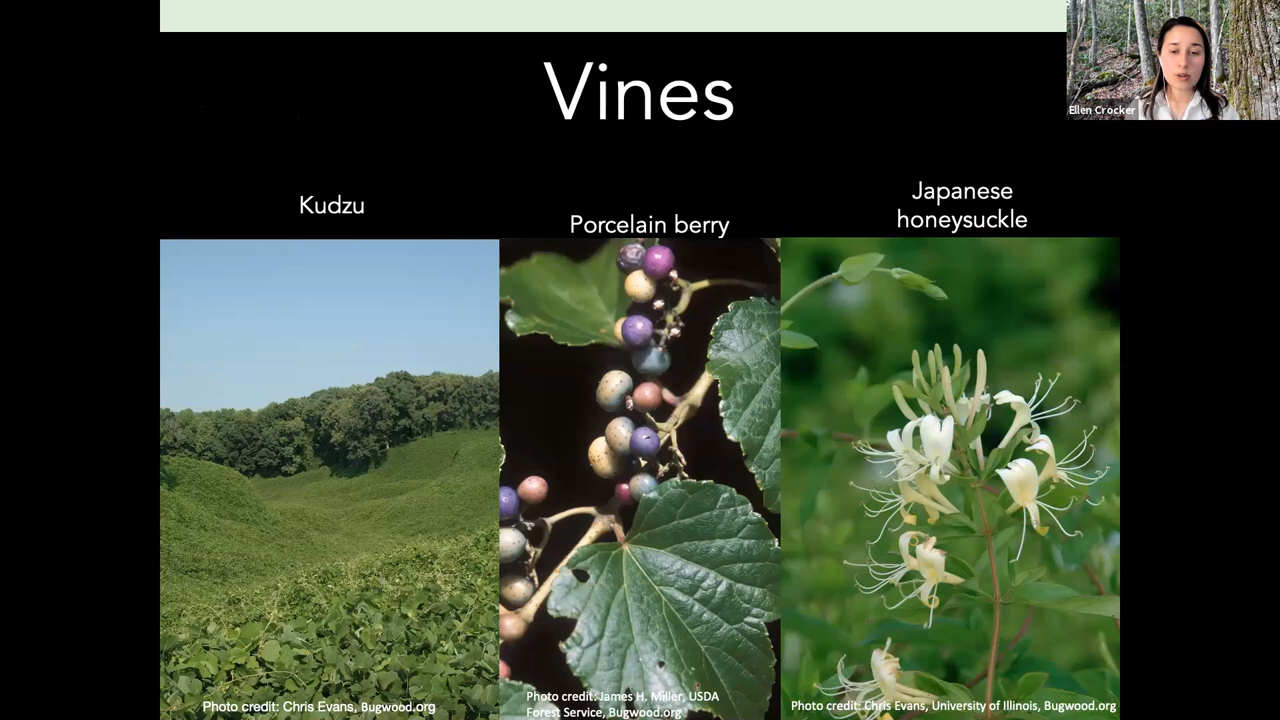 Vines
Ellen Crocker
Kudzu
Porcelain berry
Japanese
honeysuckle
Photo credit: Chris Evans, Bugwood.org
Photo credit: James H. Miller, USDA
Forest Service, Bugwood.org
Photo credit: Chris Evans, University of Illinois, Bugwood.org